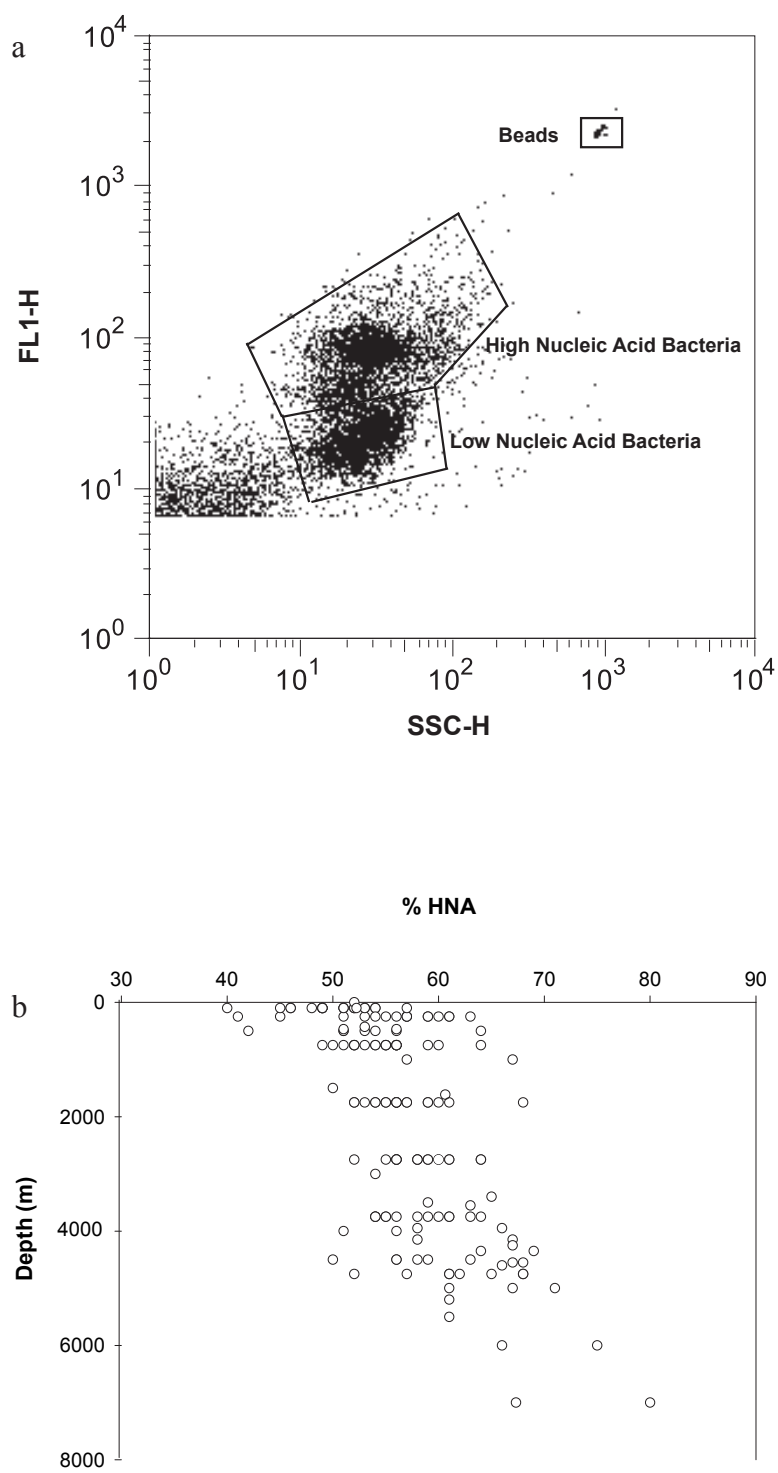 a
10^4
10^3
10^2
10^1
10^0
FL1-H
Beads
High Nucleic Acid Bacteria
Low Nucleic Acid Bacteria
10^0 10^1 10^2 10^3 10^4
SSC-H
% HNA
b
30 40 50 60 70 80 90
0
2000
4000
6000
8000
Depth (m)